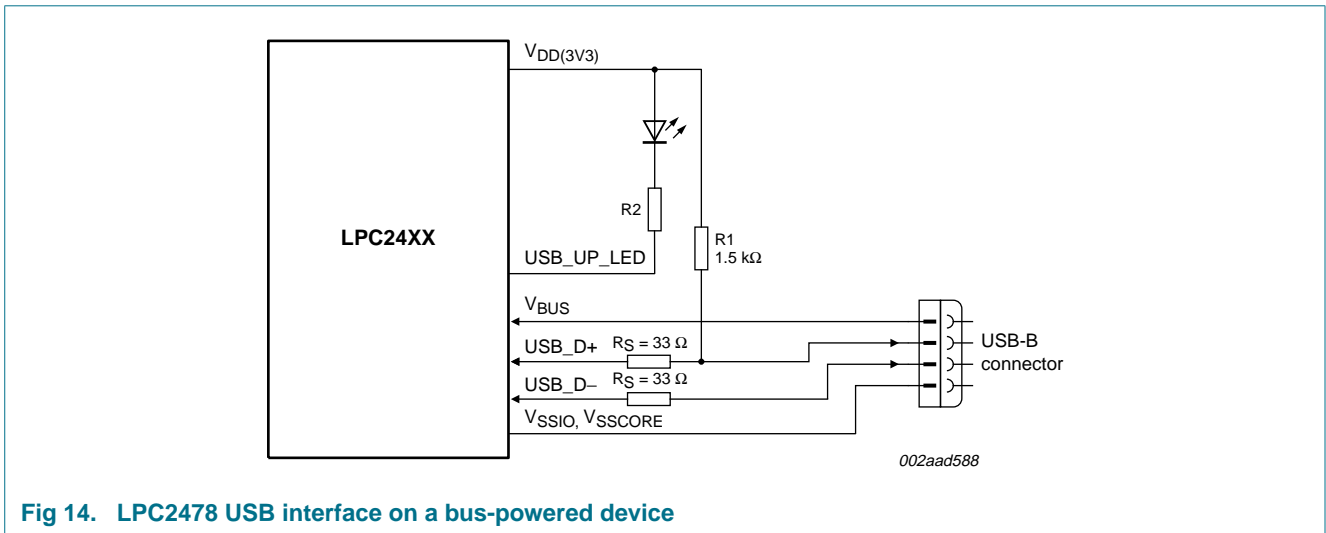 VDD(3V3)
R2
LPC24XX
R1
1.5 kΩ
USB_UP_LED
VBUS
USB_D+ RS = 33 Ω
USB-B
connector
USB_D− RS = 33 Ω
VSSIO, VSSCORE
002aad588
Fig 14. LPC2478 USB interface on a bus-powered device